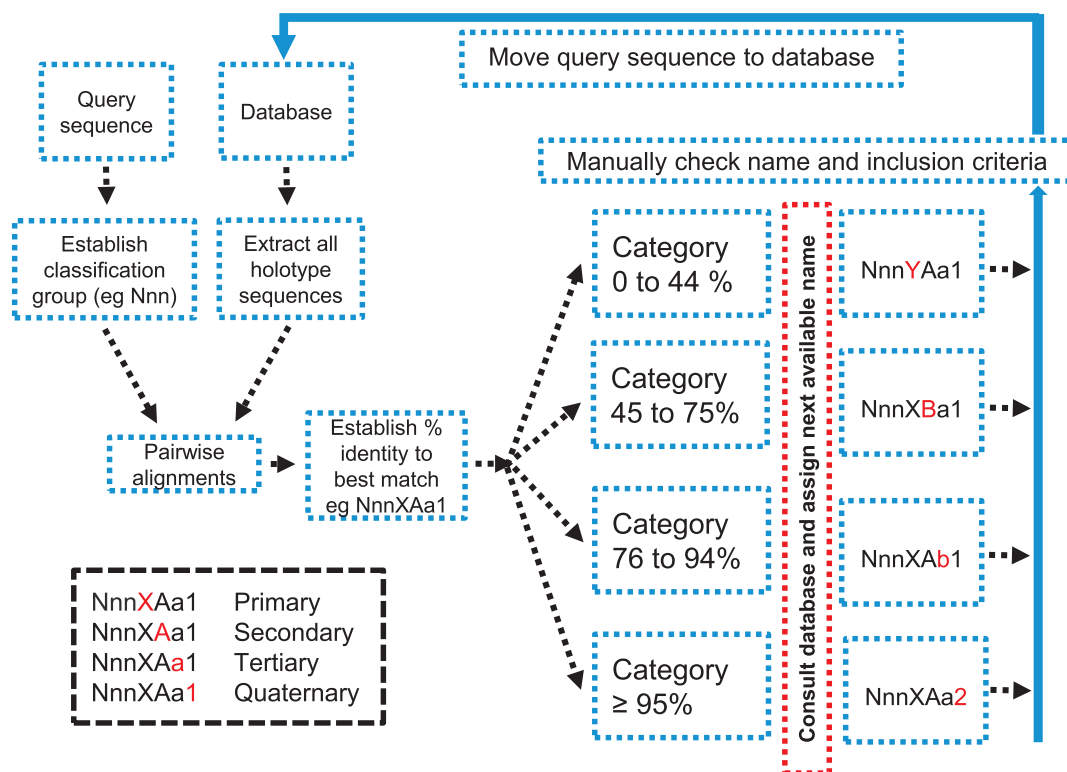 Move query sequence to database
Query
sequence
Database
Manually check name and inclusion criteria
Establish
classification
group (eg Nnn)
Extract all
holotype
sequences
Pairwise
alignments
Establish %
identity to
best match
eg NnnXAa1
Category
0 to 44 %
Category
45 to 75%
Category
76 to 94%
Category
≥ 95%
Consult database and assign next available name
NnnYAa1
NnnXBa1
NnnXAb1
NnnXAa2
NnnXAa1 Primary
NnnXAa1 Secondary
NnnXAa1 Tertiary
NnnXAa1 Quaternary